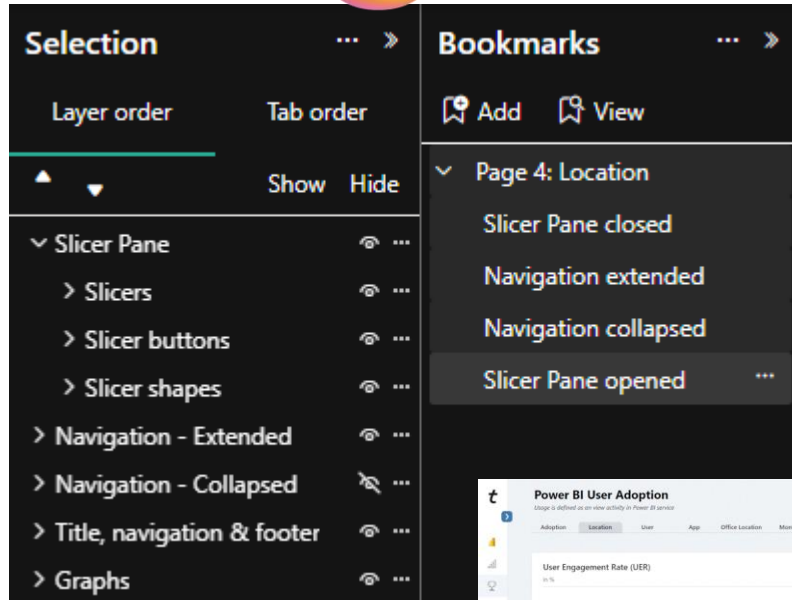 Selection
Layer order Tab order
Show Hide
Slicer Pane
Slicers
Slicer buttons
Slicer shapes
Navigation - Extended
Navigation - Collapsed
Title, navigation & footer
Graphs
Bookmarks
Add View
Page 4: Location
Slicer Pane closed
Navigation extended
Navigation collapsed
Slicer Pane opened
t
Power BI User Adoption
Usage is defined as an view activity in Power BI service
Adoption Location User App Office Location
User Engagement Rate (UER)
in %